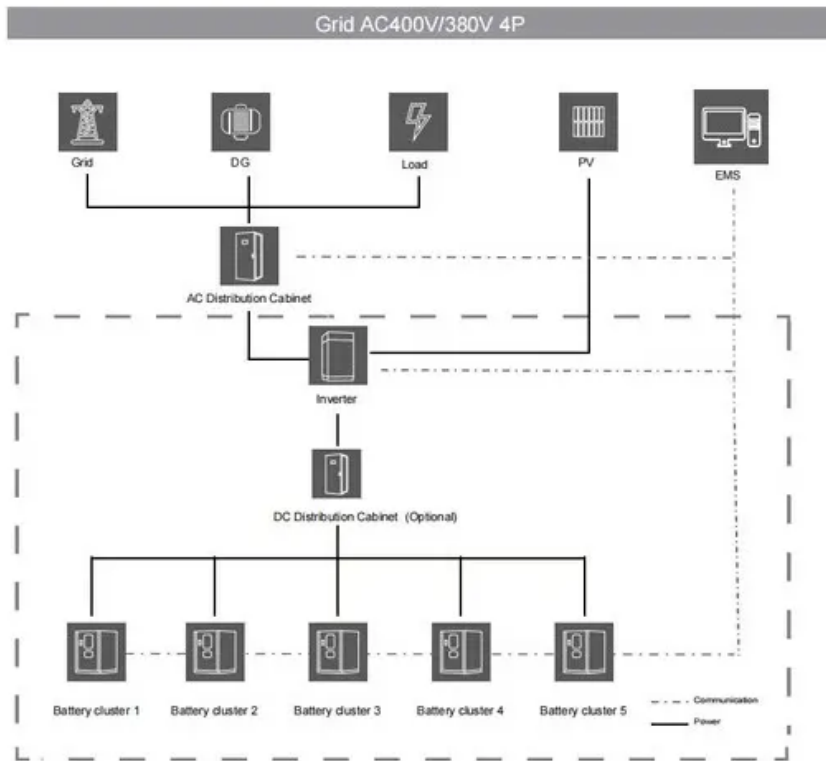 Grid AC400V/380V 4P
Grid
DG
Load
PV
EMS
AC Distribution Cabinet
Inverter
DC Distribution Cabinet (Optional)
Battery cluster 1
Battery cluster 2
Battery cluster 3
Battery cluster 4
Battery cluster 5
Communication
Power